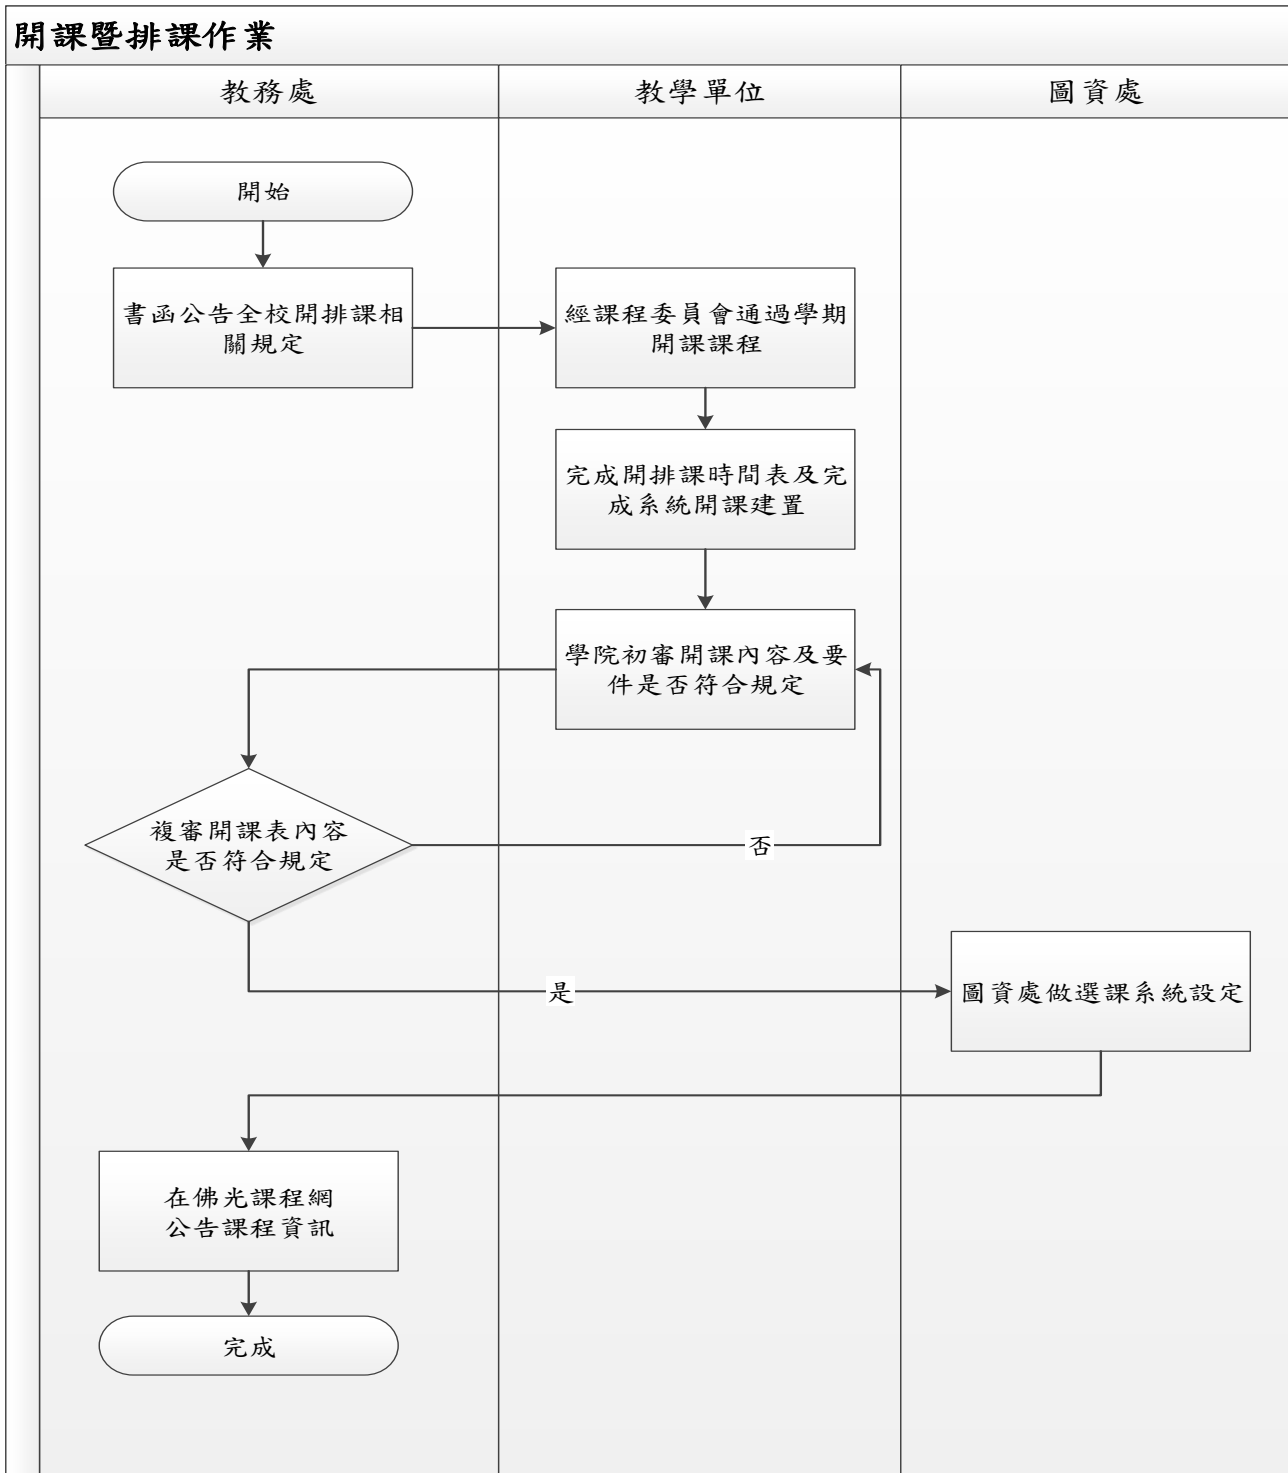 開課暨排課作業
教務處
教學單位
圖資處
開始
書函公告全校開排課相
關規定
經課程委員會通過學期
開課課程
完成開排課時間表及完
成系統開課建置
學院初審開課內容及要
件是否符合規定
複審開課表內容
是否符合規定
否
是
圖資處做選課系統設定
在佛光課程網
公告課程資訊
完成